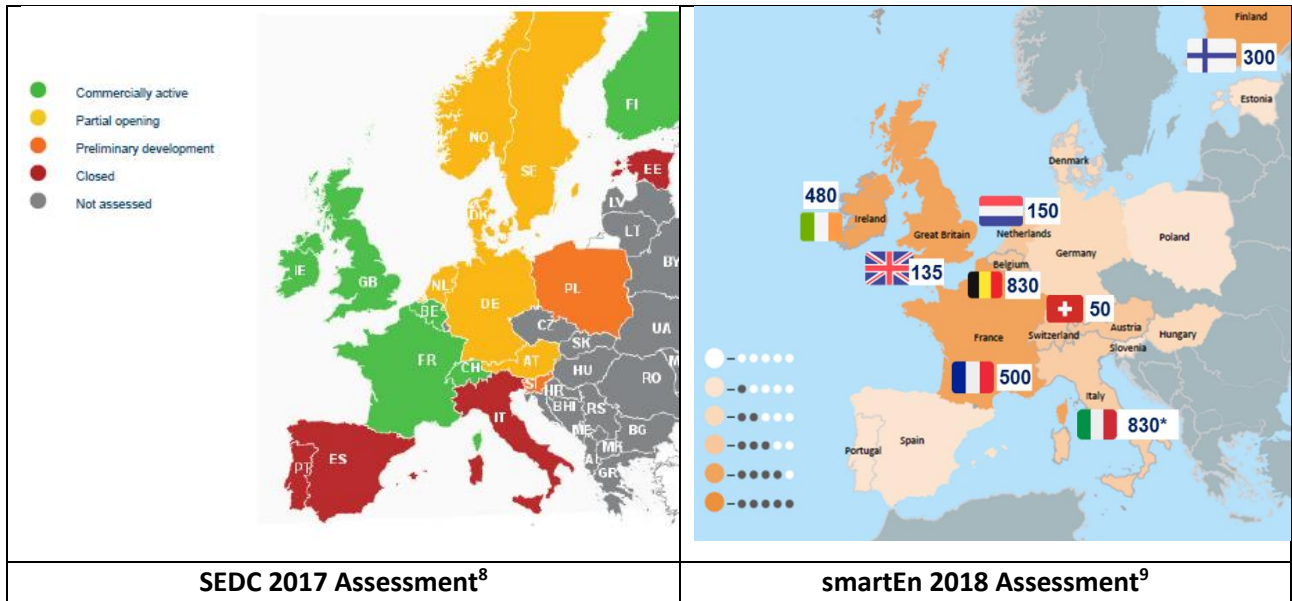 Commercially active
Partial opening
Preliminary development
Closed
Not assessed
FI
NO
SE
EE
LV
LT
DK
BY
IE
GB
NL
PL
DE
BE
CZ
UA
SK
FR
AT
CH
HU
M
SI
RO
HR
IT
BHI
RS
ME
BG
MK
AL
GR
PT
ES
SEDC 2017 Assessment8
Finland
300
Estonia
Denmark
480
150
Ireland
Netherlands
Great Britain
Poland
Germany
Belgium
135
830
50
France
Austria
Switzerland
Hungary
Slovenia
500
Italy
830*
Portugal
Spain
smartEn 2018 Assessment9